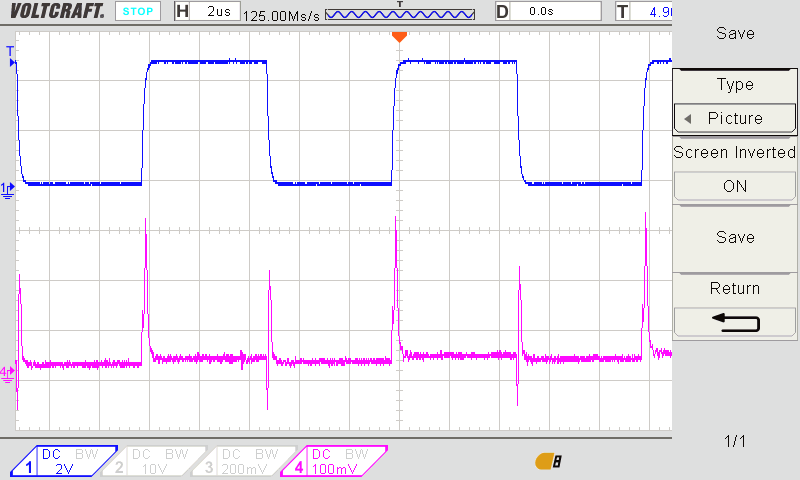 VOLTCRAFT. STOP H 2us 125.00Ms/s T D 0.0s T 4.9
Save
Type
Picture
Screen Inverted
ON
Save
Return
1/1
T
1
4
1 DC BW 2V
2 DC BW 10V
3 DC BW 200mV
4 DC BW 100mV